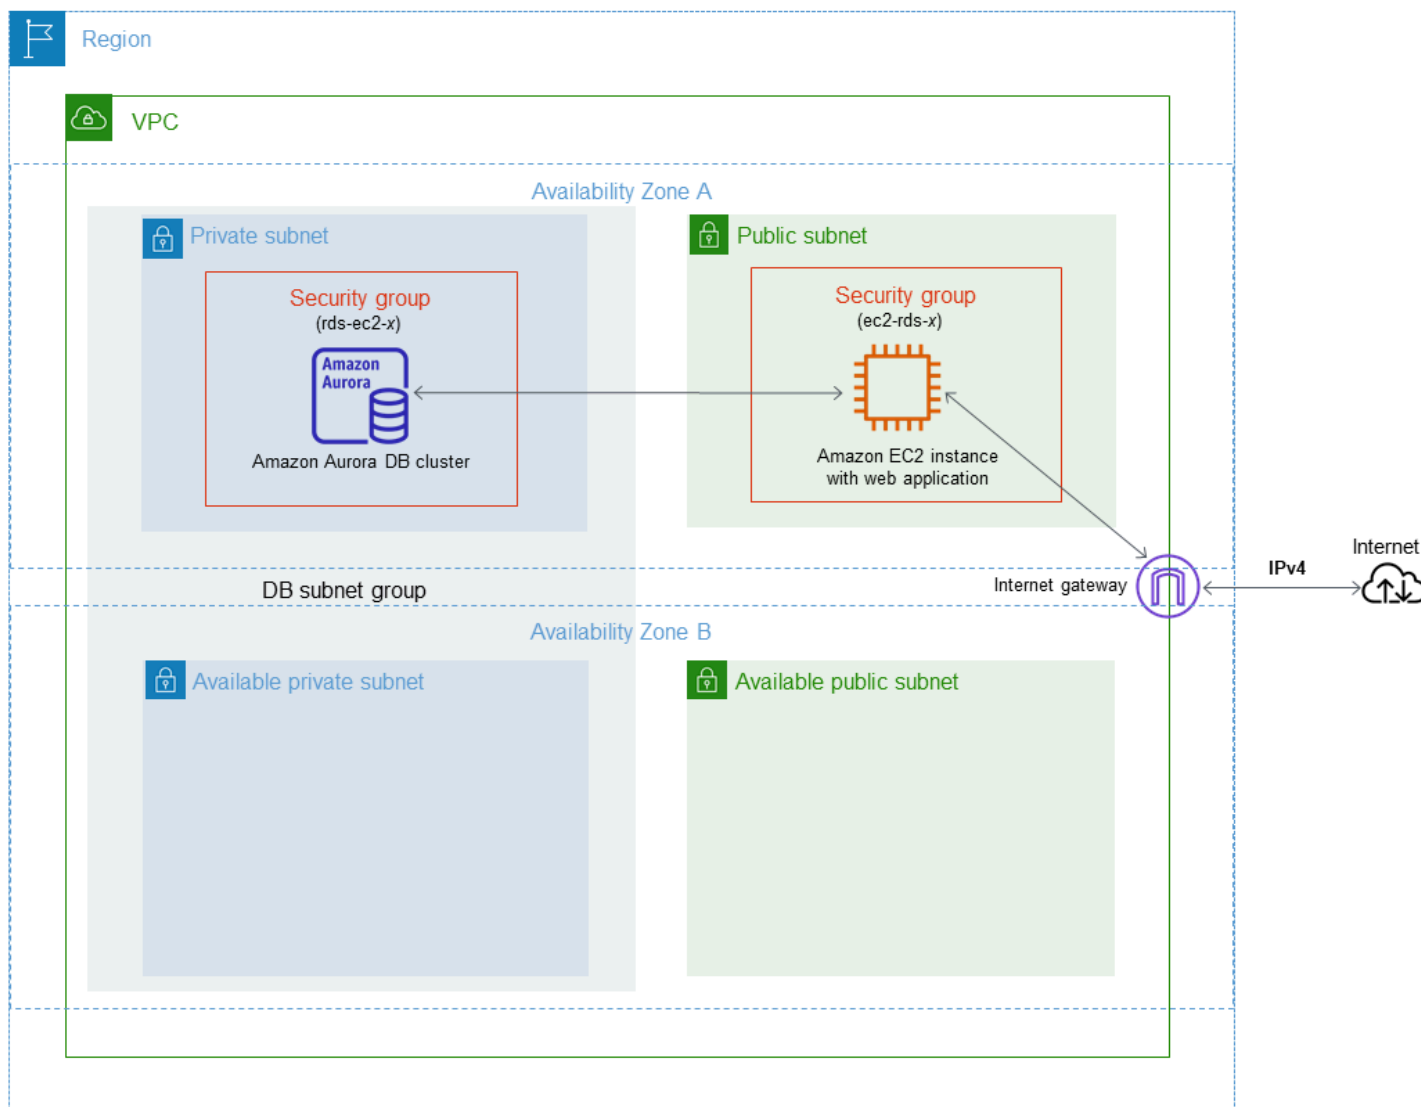 Region
VPC
Availability Zone A
Private subnet
Public subnet
Security group
(rds-ec2-x)
Amazon
Aurora
Amazon Aurora DB cluster
Security group
(ec2-rds-x)
Amazon EC2 instance
with web application
DB subnet group
Internet gateway
IPv4
Internet
Availability Zone B
Available private subnet
Available public subnet